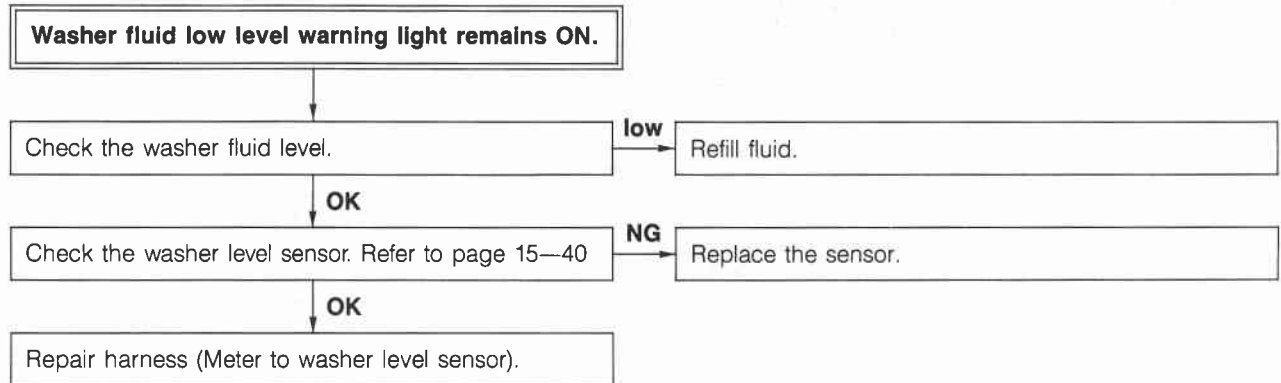 Washer fluid low level warning light remains ON.
Check the washer fluid level.
low
Refill fluid.
OK
Check the washer level sensor. Refer to page 15—40
NG
Replace the sensor.
OK
Repair harness (Meter to washer level sensor).